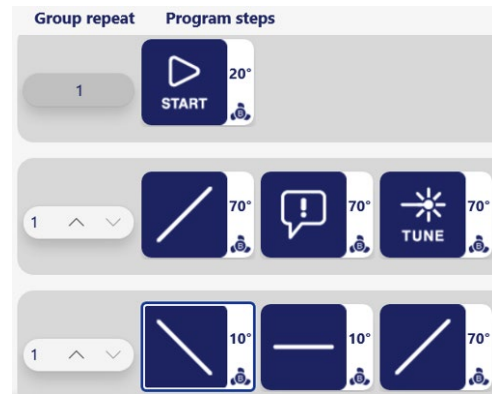 Group repeat Program steps
1 START 20° B
1 70° B ! 70° B TUNE 70° B
1 10° B 10° B 70° B